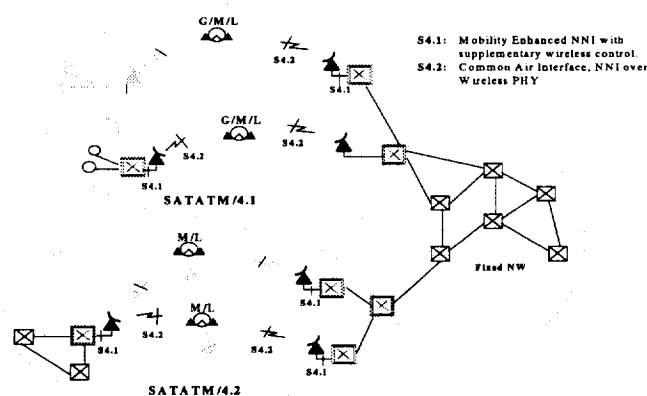 G/M/L
S4.2
S4.1
S4.1: Mobility Enhanced NNI with
supplementary wireless control.
S4.2: Common Air Interface, NNI over
Wireless PHY
G/M/L
S4.2
S4.2
S4.1
SATATM/4.1
M/L
Fixed NW
S4.1
M/L
S4.1
S4.2
S4.2
S4.1
SATATM/4.2